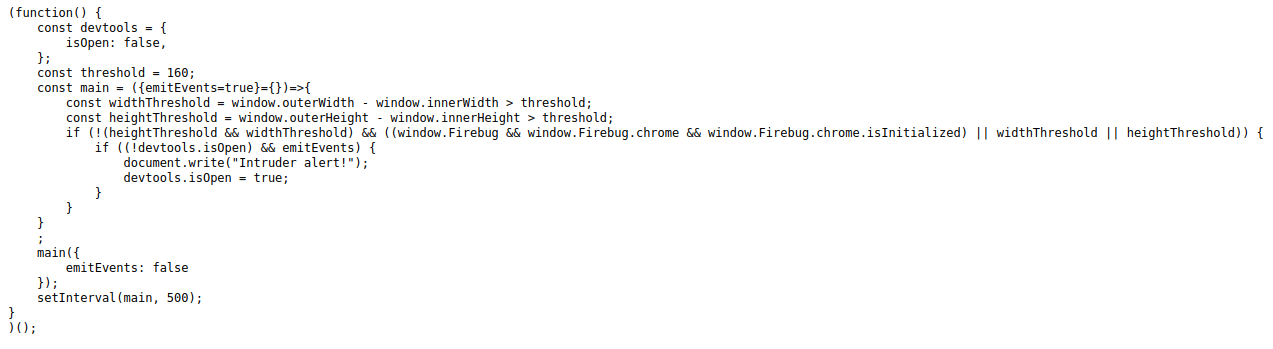 (function() {
    const devtools = {
        isOpen: false,
    };
    const threshold = 160;
    const main = ({emitEvents=true}={})=>{
        const widthThreshold = window.outerWidth - window.innerWidth > threshold;
        const heightThreshold = window.outerHeight - window.innerHeight > threshold;
        if (!(heightThreshold && widthThreshold) && ((window.Firebug && window.Firebug.chrome && window.Firebug.chrome.isInitialized) || widthThreshold || heightThreshold)) {
            if ((!devtools.isOpen) && emitEvents) {
                document.write("Intruder alert!");
                devtools.isOpen = true;
            }
        }
    }
    ;
    main({
        emitEvents: false
    });
    setInterval(main, 500);
}
)();